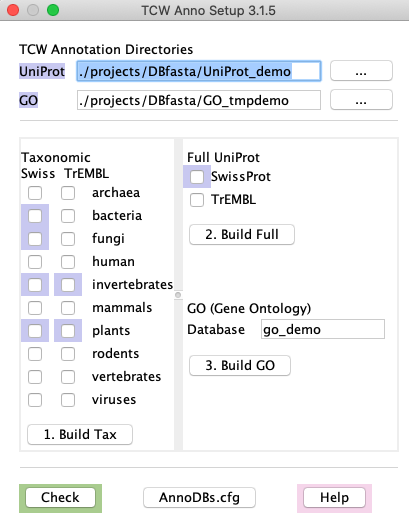 TCW Anno Setup 3.1.5
TCW Annotation Directories
UniProt ./projects/DBfasta/UniProt_demo ...
GO ./projects/DBfasta/GO_tmpdemo ...
Taxonomic
Swiss TrEMBL
archaea
bacteria
fungi
human
invertebrates
mammals
plants
rodents
vertebrates
viruses
1. Build Tax
Full UniProt
SwissProt
TrEMBL
2. Build Full
GO (Gene Ontology)
Database go_demo
3. Build GO
Check AnnoDBs.cfg Help